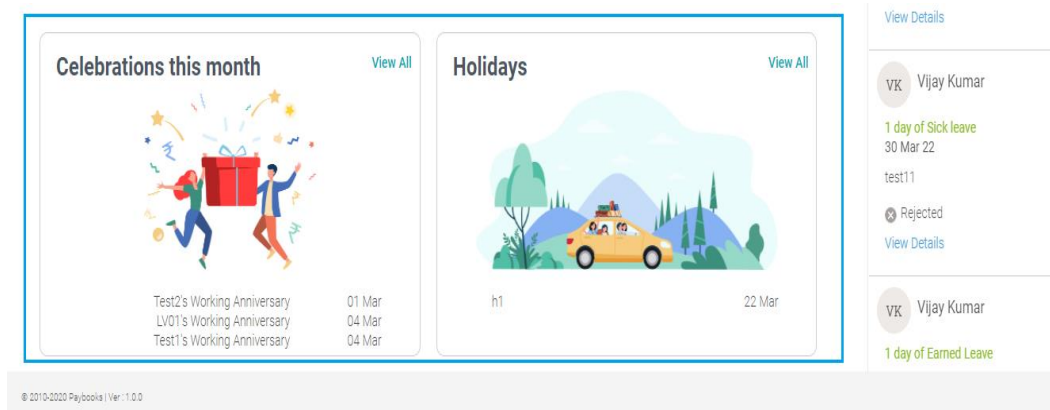 Celebrations this month View All
Test2's Working Anniversary 01 Mar
LV01's Working Anniversary 04 Mar
Test1's Working Anniversary 04 Mar
Holidays View All
h1 22 Mar
View Details
VK Vijay Kumar
1 day of Sick leave
30 Mar 22
test11
Rejected
View Details
VK Vijay Kumar
1 day of Earned Leave
© 2010-2020 Paybooks | Ver : 1.0.0